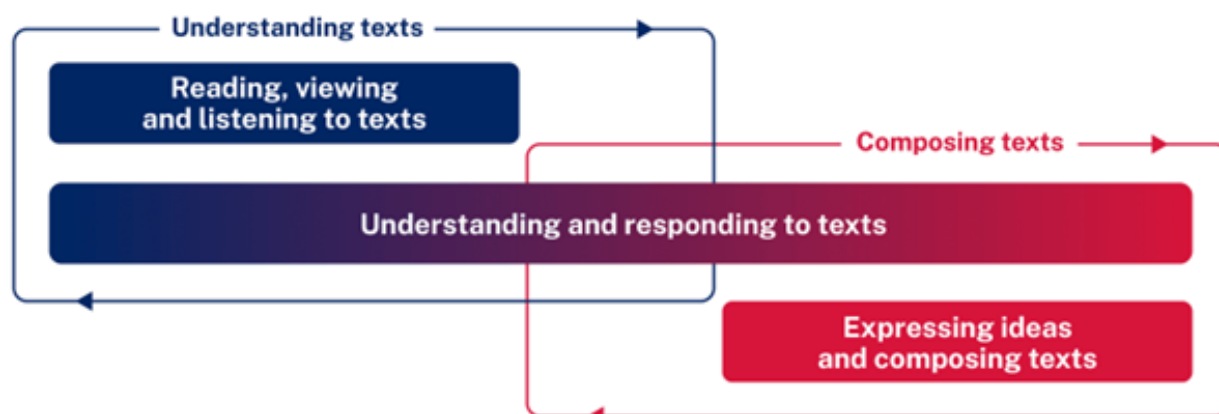 Understanding texts
Reading, viewing
and listening to texts
Composing texts
Understanding and responding to texts
Expressing ideas
and composing texts